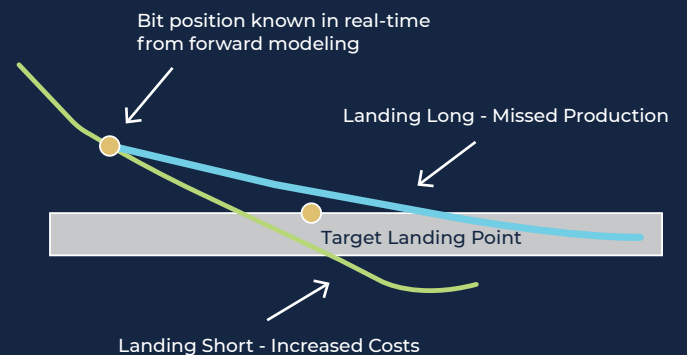 Bit position known in real-time
from forward modeling
Landing Long - Missed Production
Target Landing Point
Landing Short - Increased Costs